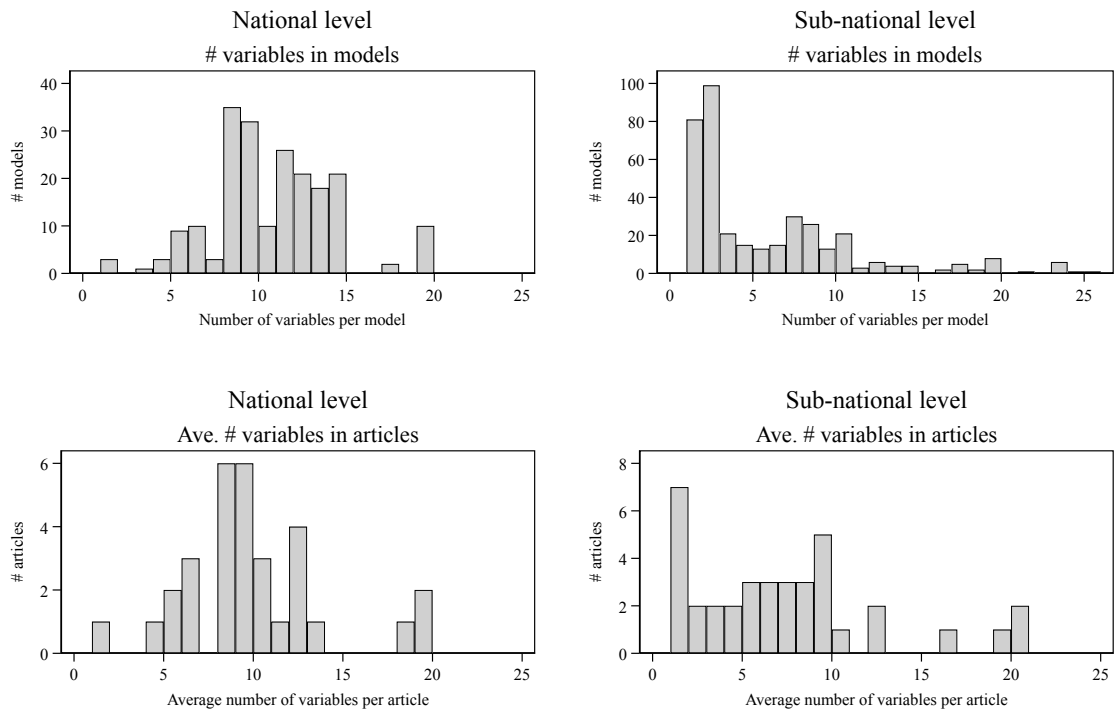 National level
# variables in models
# models
40
30
20
10
0
0 5 10 15 20 25
Number of variables per model
Sub-national level
# variables in models
# models
100
80
60
40
20
0
0 5 10 15 20 25
Number of variables per model
National level
Ave. # variables in articles
# articles
6
4
2
0
0 5 10 15 20 25
Average number of variables per article
Sub-national level
Ave. # variables in articles
# articles
8
6
4
2
0
0 5 10 15 20 25
Average number of variables per article